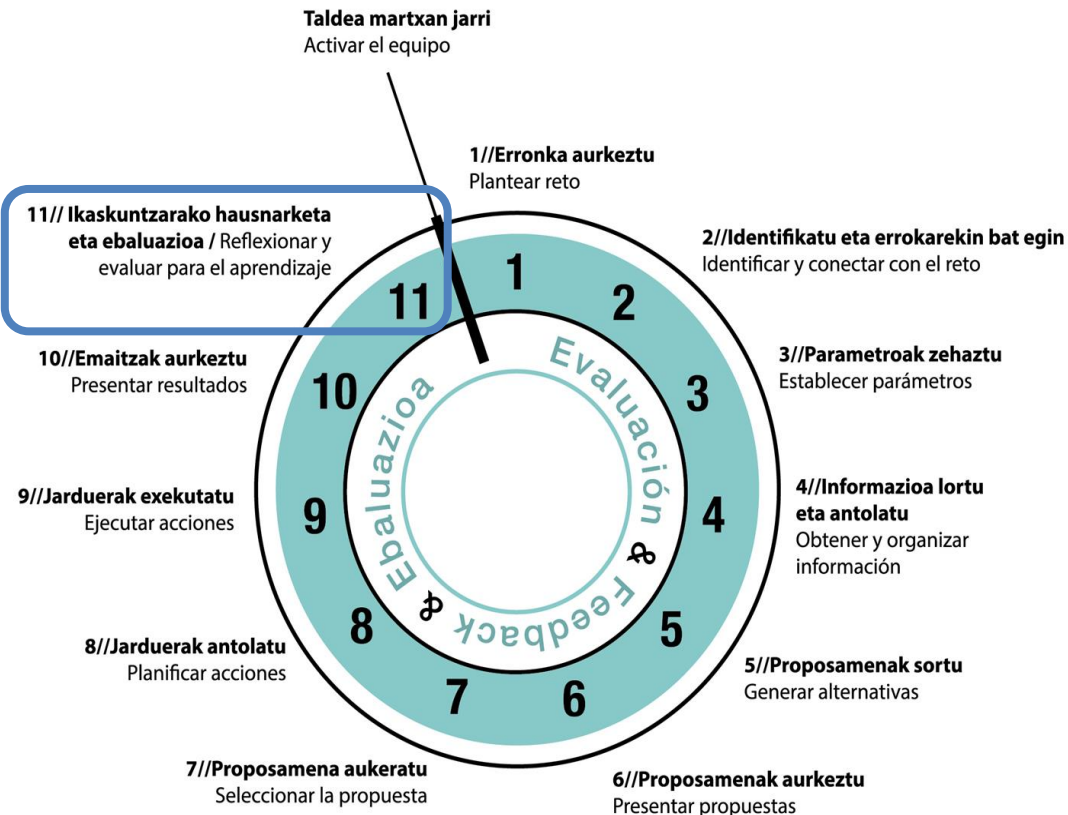 Taldea martxan jarri
Activar el equipo
1//Erronka aurkeztu
Plantear reto
2//Identifikatu eta errokarekin bat egin
Identificar y conectar con el reto
3//Parametroak zehaztu
Establecer parámetros
4//Informazioa lortu
eta antolatu
Obtener y organizar
información
5//Proposamenak sortu
Generar alternativas
6//Proposamenak aurkeztu
Presentar propuestas
7//Proposamena aukeratu
Seleccionar la propuesta
8//Jarduerak antolatu
Planificar acciones
9//Jarduerak exekutatu
Ejecutar acciones
10//Emaitzak aurkeztu
Presentar resultados
11// Ikaskuntzarako hausnarketa
eta ebaluazioa / Reflexionar y
evaluar para el aprendizaje
1
2
3
4
5
6
7
8
9
10
11
Evaluación & Feedback & Ebaluazioa